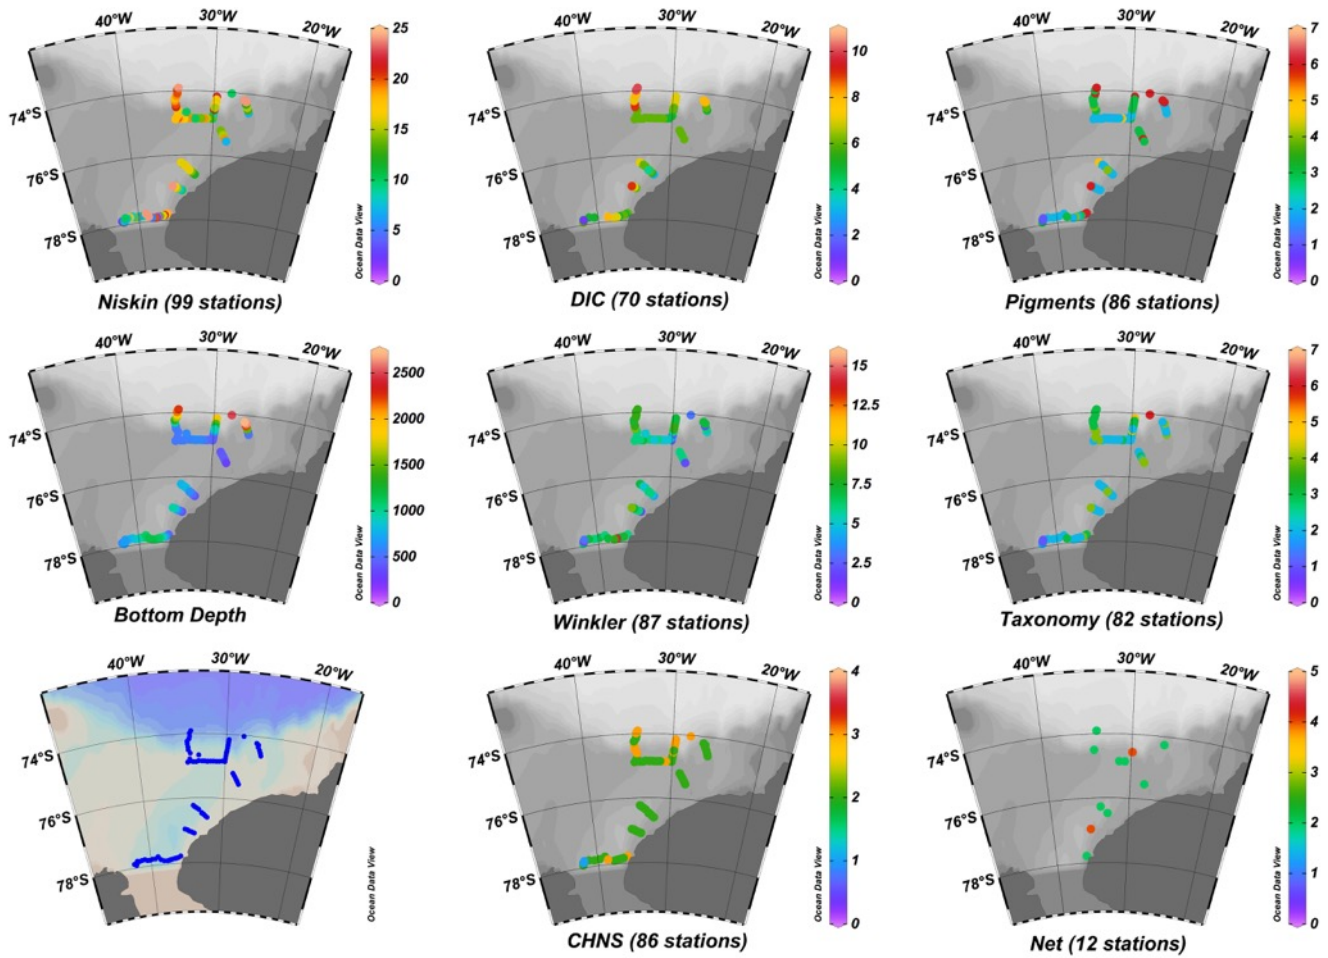 40°W 30°W 20°W
74°S
76°S
78°S
25
20
15
10
5
0
Ocean Data View
Niskin (99 stations)
40°W 30°W 20°W
74°S
76°S
78°S
10
8
6
4
2
0
Ocean Data View
DIC (70 stations)
40°W 30°W 20°W
74°S
76°S
78°S
7
6
5
4
3
2
1
0
Ocean Data View
Pigments (86 stations)
40°W 30°W 20°W
74°S
76°S
78°S
2500
2000
1500
1000
500
0
Ocean Data View
Bottom Depth
40°W 30°W 20°W
74°S
76°S
78°S
15
12.5
10
7.5
5
2.5
0
Ocean Data View
Winkler (87 stations)
40°W 30°W 20°W
74°S
76°S
78°S
7
6
5
4
3
2
1
0
Ocean Data View
Taxonomy (82 stations)
40°W 30°W 20°W
74°S
76°S
78°S
Ocean Data View
40°W 30°W 20°W
74°S
76°S
78°S
4
3
2
1
0
Ocean Data View
CHNS (86 stations)
40°W 30°W 20°W
74°S
76°S
78°S
5
4
3
2
1
0
Ocean Data View
Net (12 stations)